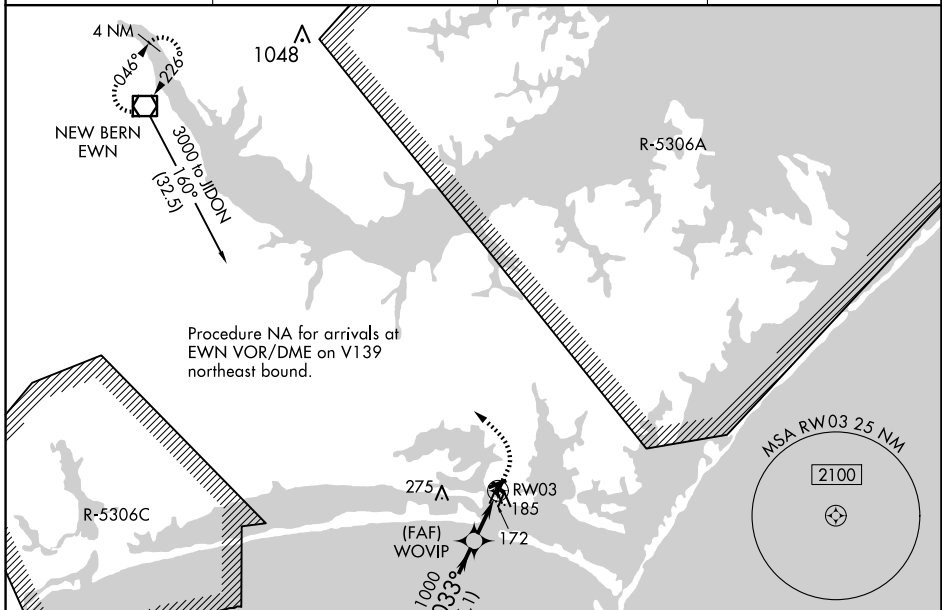 4 NM
1048
046°
226°
NEW BERN
EWN
3000 to JIDON
160°
(32.5)
R-5306A
Procedure NA for arrivals at
EWN VOR/DME on V139
northeast bound.
MSA RW03 25 NM
2100
R-5306C
275
RW03
185
(FAF)
WOVIP
172
1000
033°